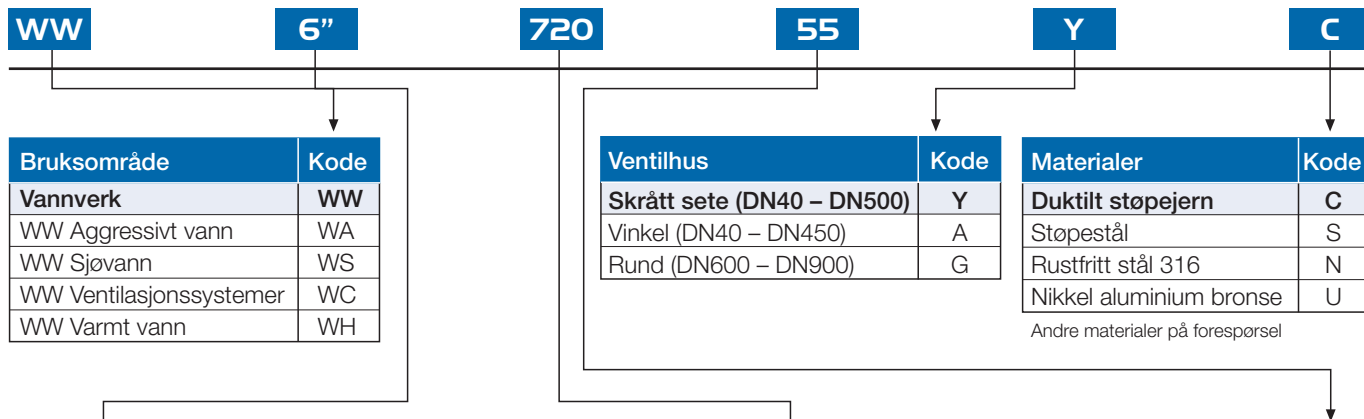 WW 6” 720 55 Y C
Bruksområde Kode
Vannverk WW
WW Aggressivt vann WA
WW Sjøvann WS
WW Ventilasjonssystemer WC
WW Varmt vann WH
Ventilhus Kode
Skrått sete (DN40 – DN500) Y
Vinkel (DN40 – DN450) A
Rund (DN600 – DN900) G
Materialer Kode
Duktilt støpejern C
Støpestål S
Rustfritt stål 316 N
Nikkel aluminium bronse U
Andre materialer på forespørsel